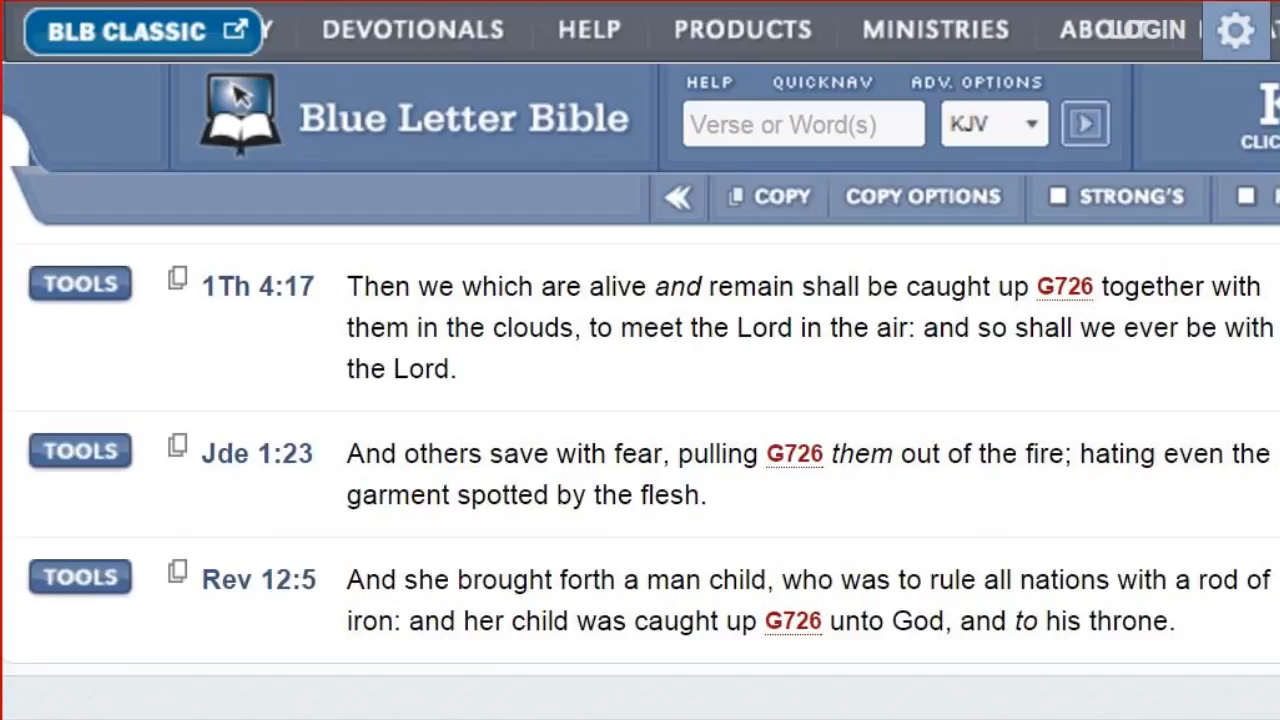 BLB CLASSIC Y DEVOTIONALS HELP PRODUCTS MINISTRIES ABOUT LOGIN
HELP QUICKNAV ADV. OPTIONS
Blue Letter Bible Verse or Word(s) KJV
CLIC
COPY COPY OPTIONS STRONG'S
TOOLS 1Th 4:17 Then we which are alive and remain shall be caught up G726 together with
them in the clouds, to meet the Lord in the air: and so shall we ever be with
the Lord.
TOOLS Jde 1:23 And others save with fear, pulling G726 them out of the fire; hating even the
garment spotted by the flesh.
TOOLS Rev 12:5 And she brought forth a man child, who was to rule all nations with a rod of
iron: and her child was caught up G726 unto God, and to his throne.